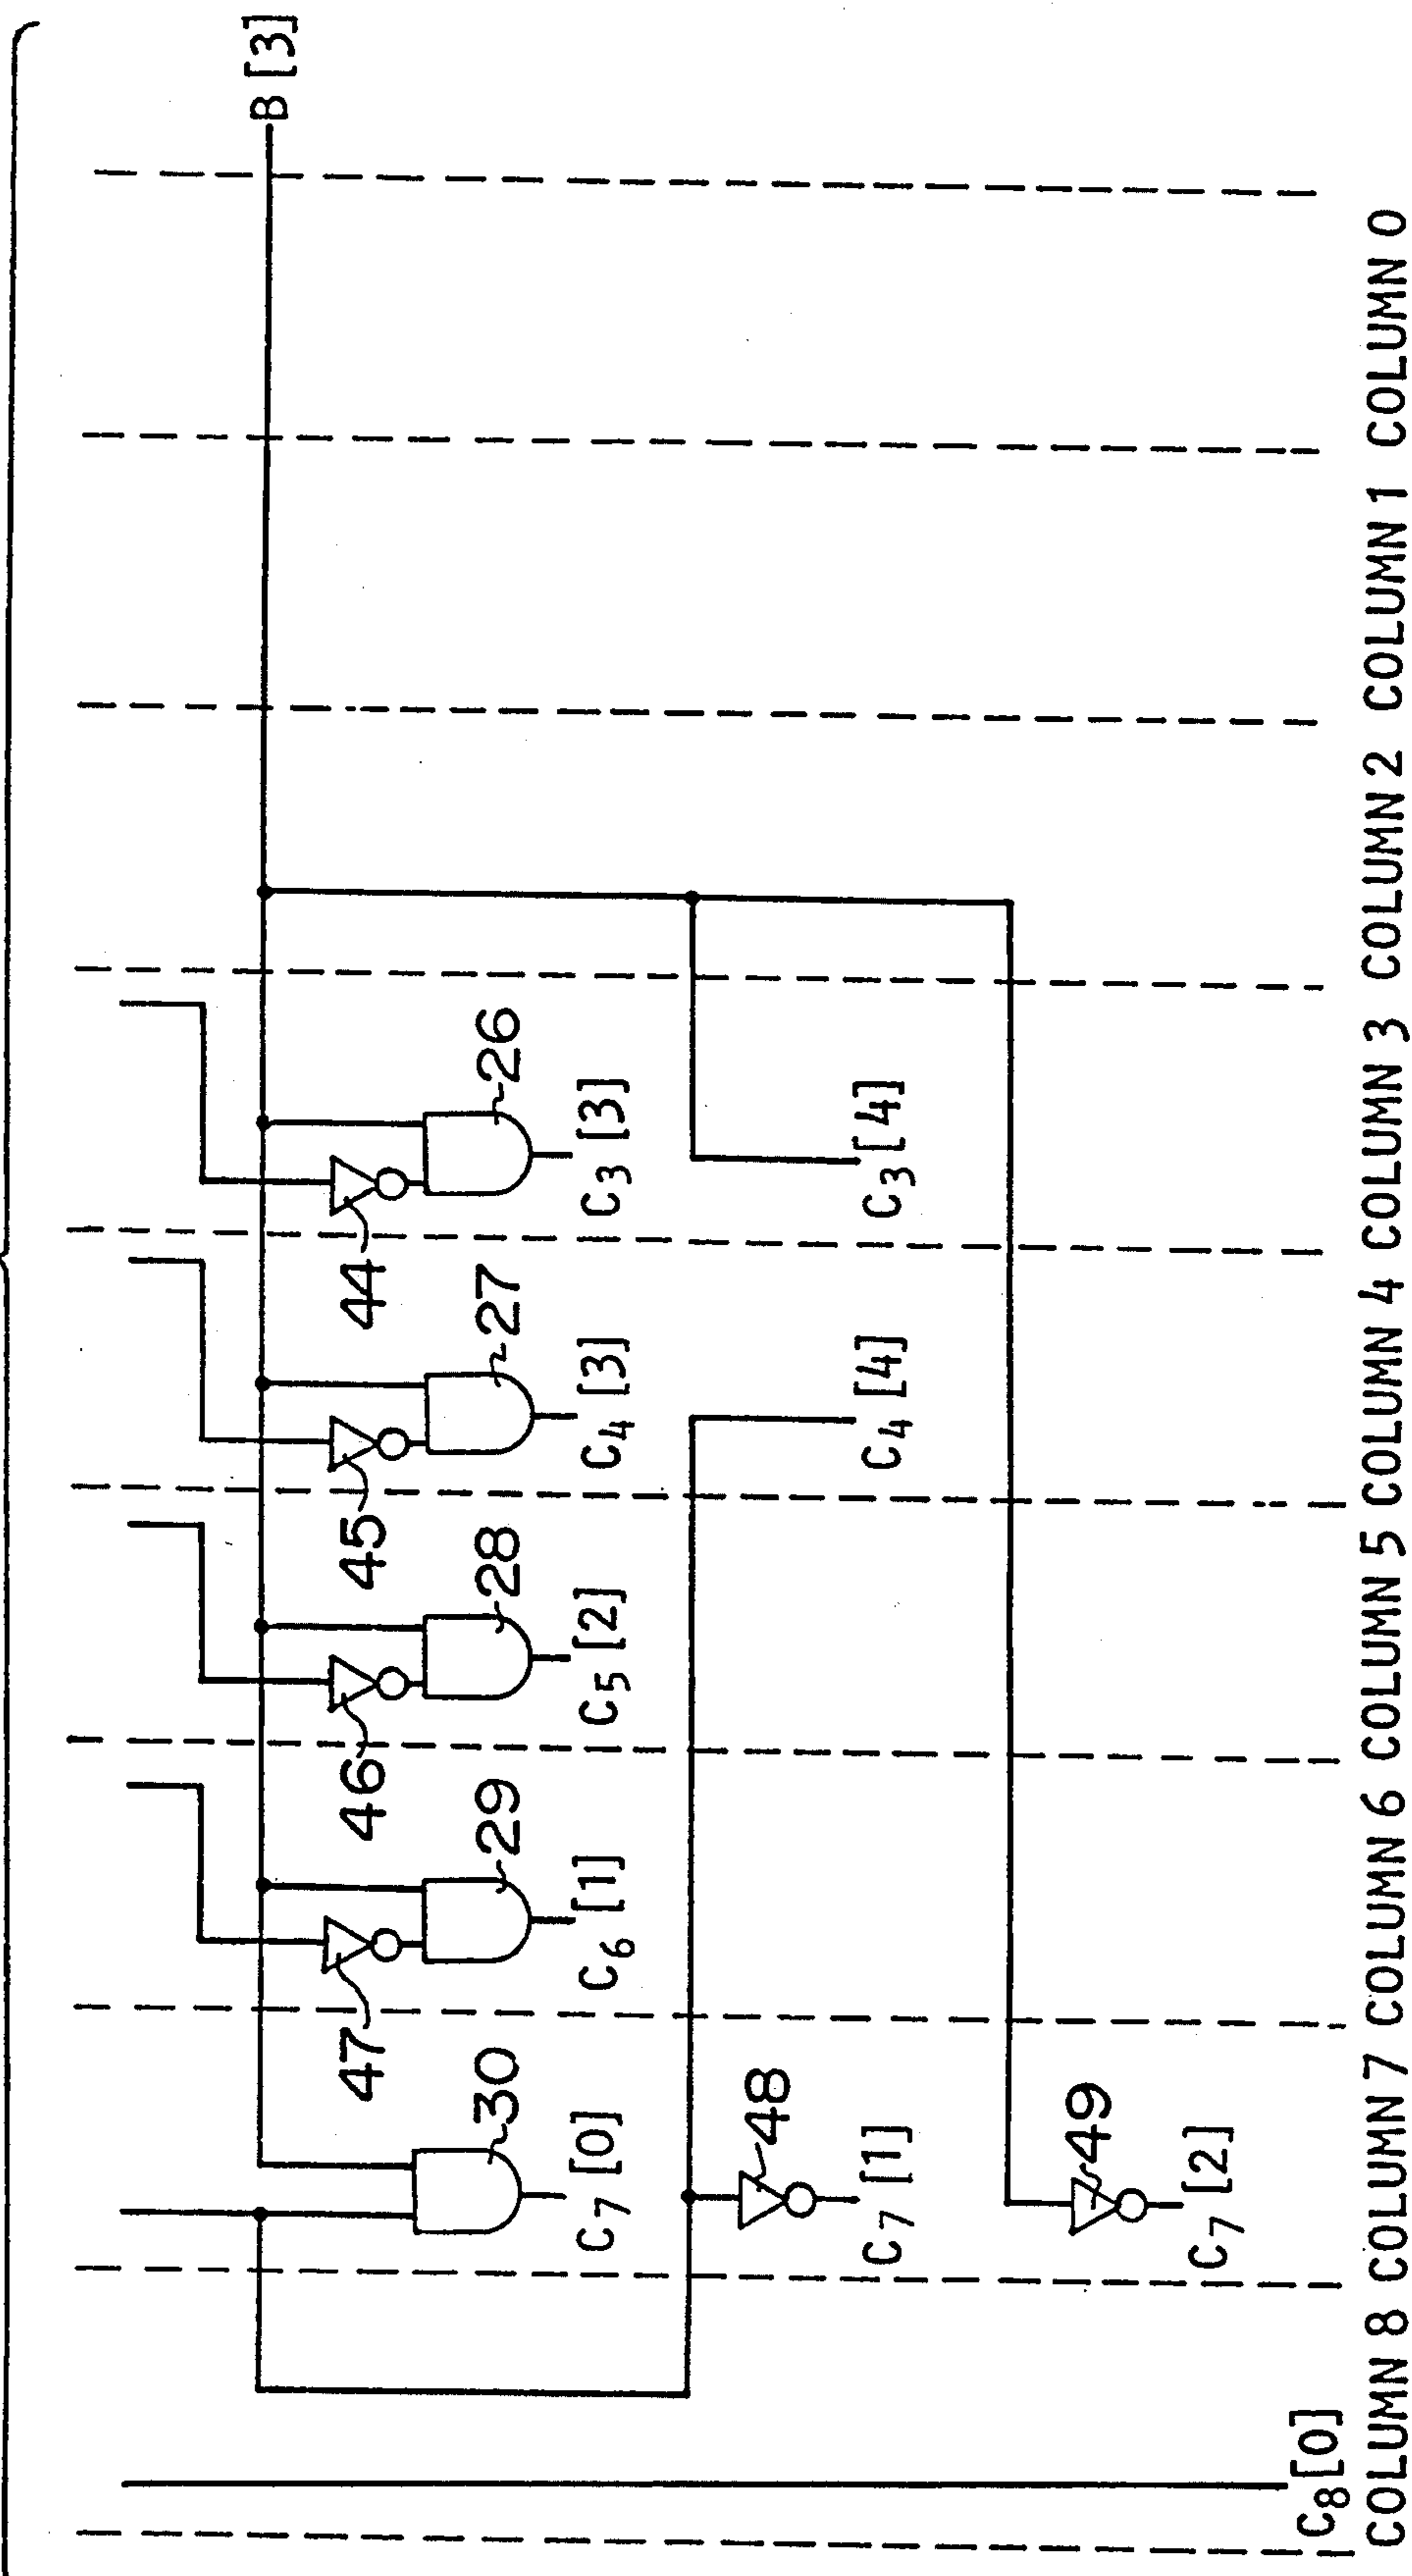 B [3]
44
45
46
47
26
27
28
29
30
C3 [3]
C4 [3]
C5 [2]
C6 [1]
C7 [0]
48
C3 [4]
C4 [4]
C7 [1]
49
C7 [2]
C8 [0]
COLUMN 8 COLUMN 7 COLUMN 6 COLUMN 5 COLUMN 4 COLUMN 3 COLUMN 2 COLUMN 1 COLUMN 0